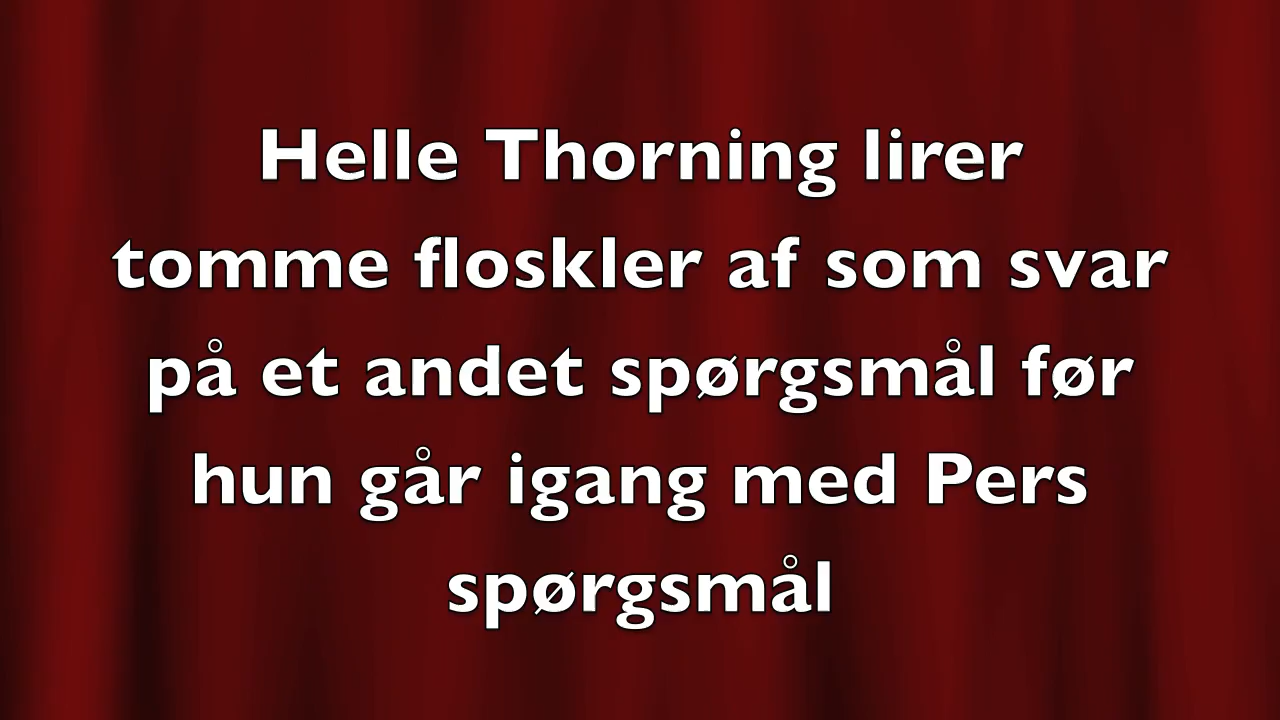 Helle Thorning lirer
tomme floskler af som svar
på et andet spørgsmål før
hun går igang med Pers
spørgsmål